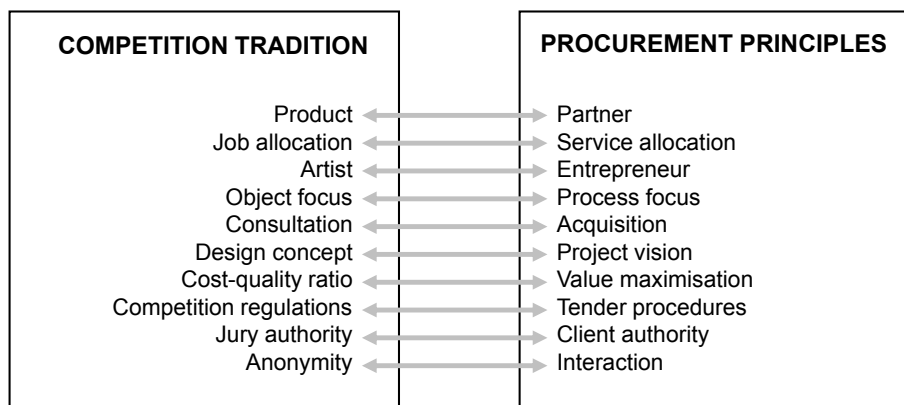 COMPETITION TRADITION
PROCUREMENT PRINCIPLES
Product Partner
Job allocation Service allocation
Artist Entrepreneur
Object focus Process focus
Consultation Acquisition
Design concept Project vision
Cost-quality ratio Value maximisation
Competition regulations Tender procedures
Jury authority Client authority
Anonymity Interaction